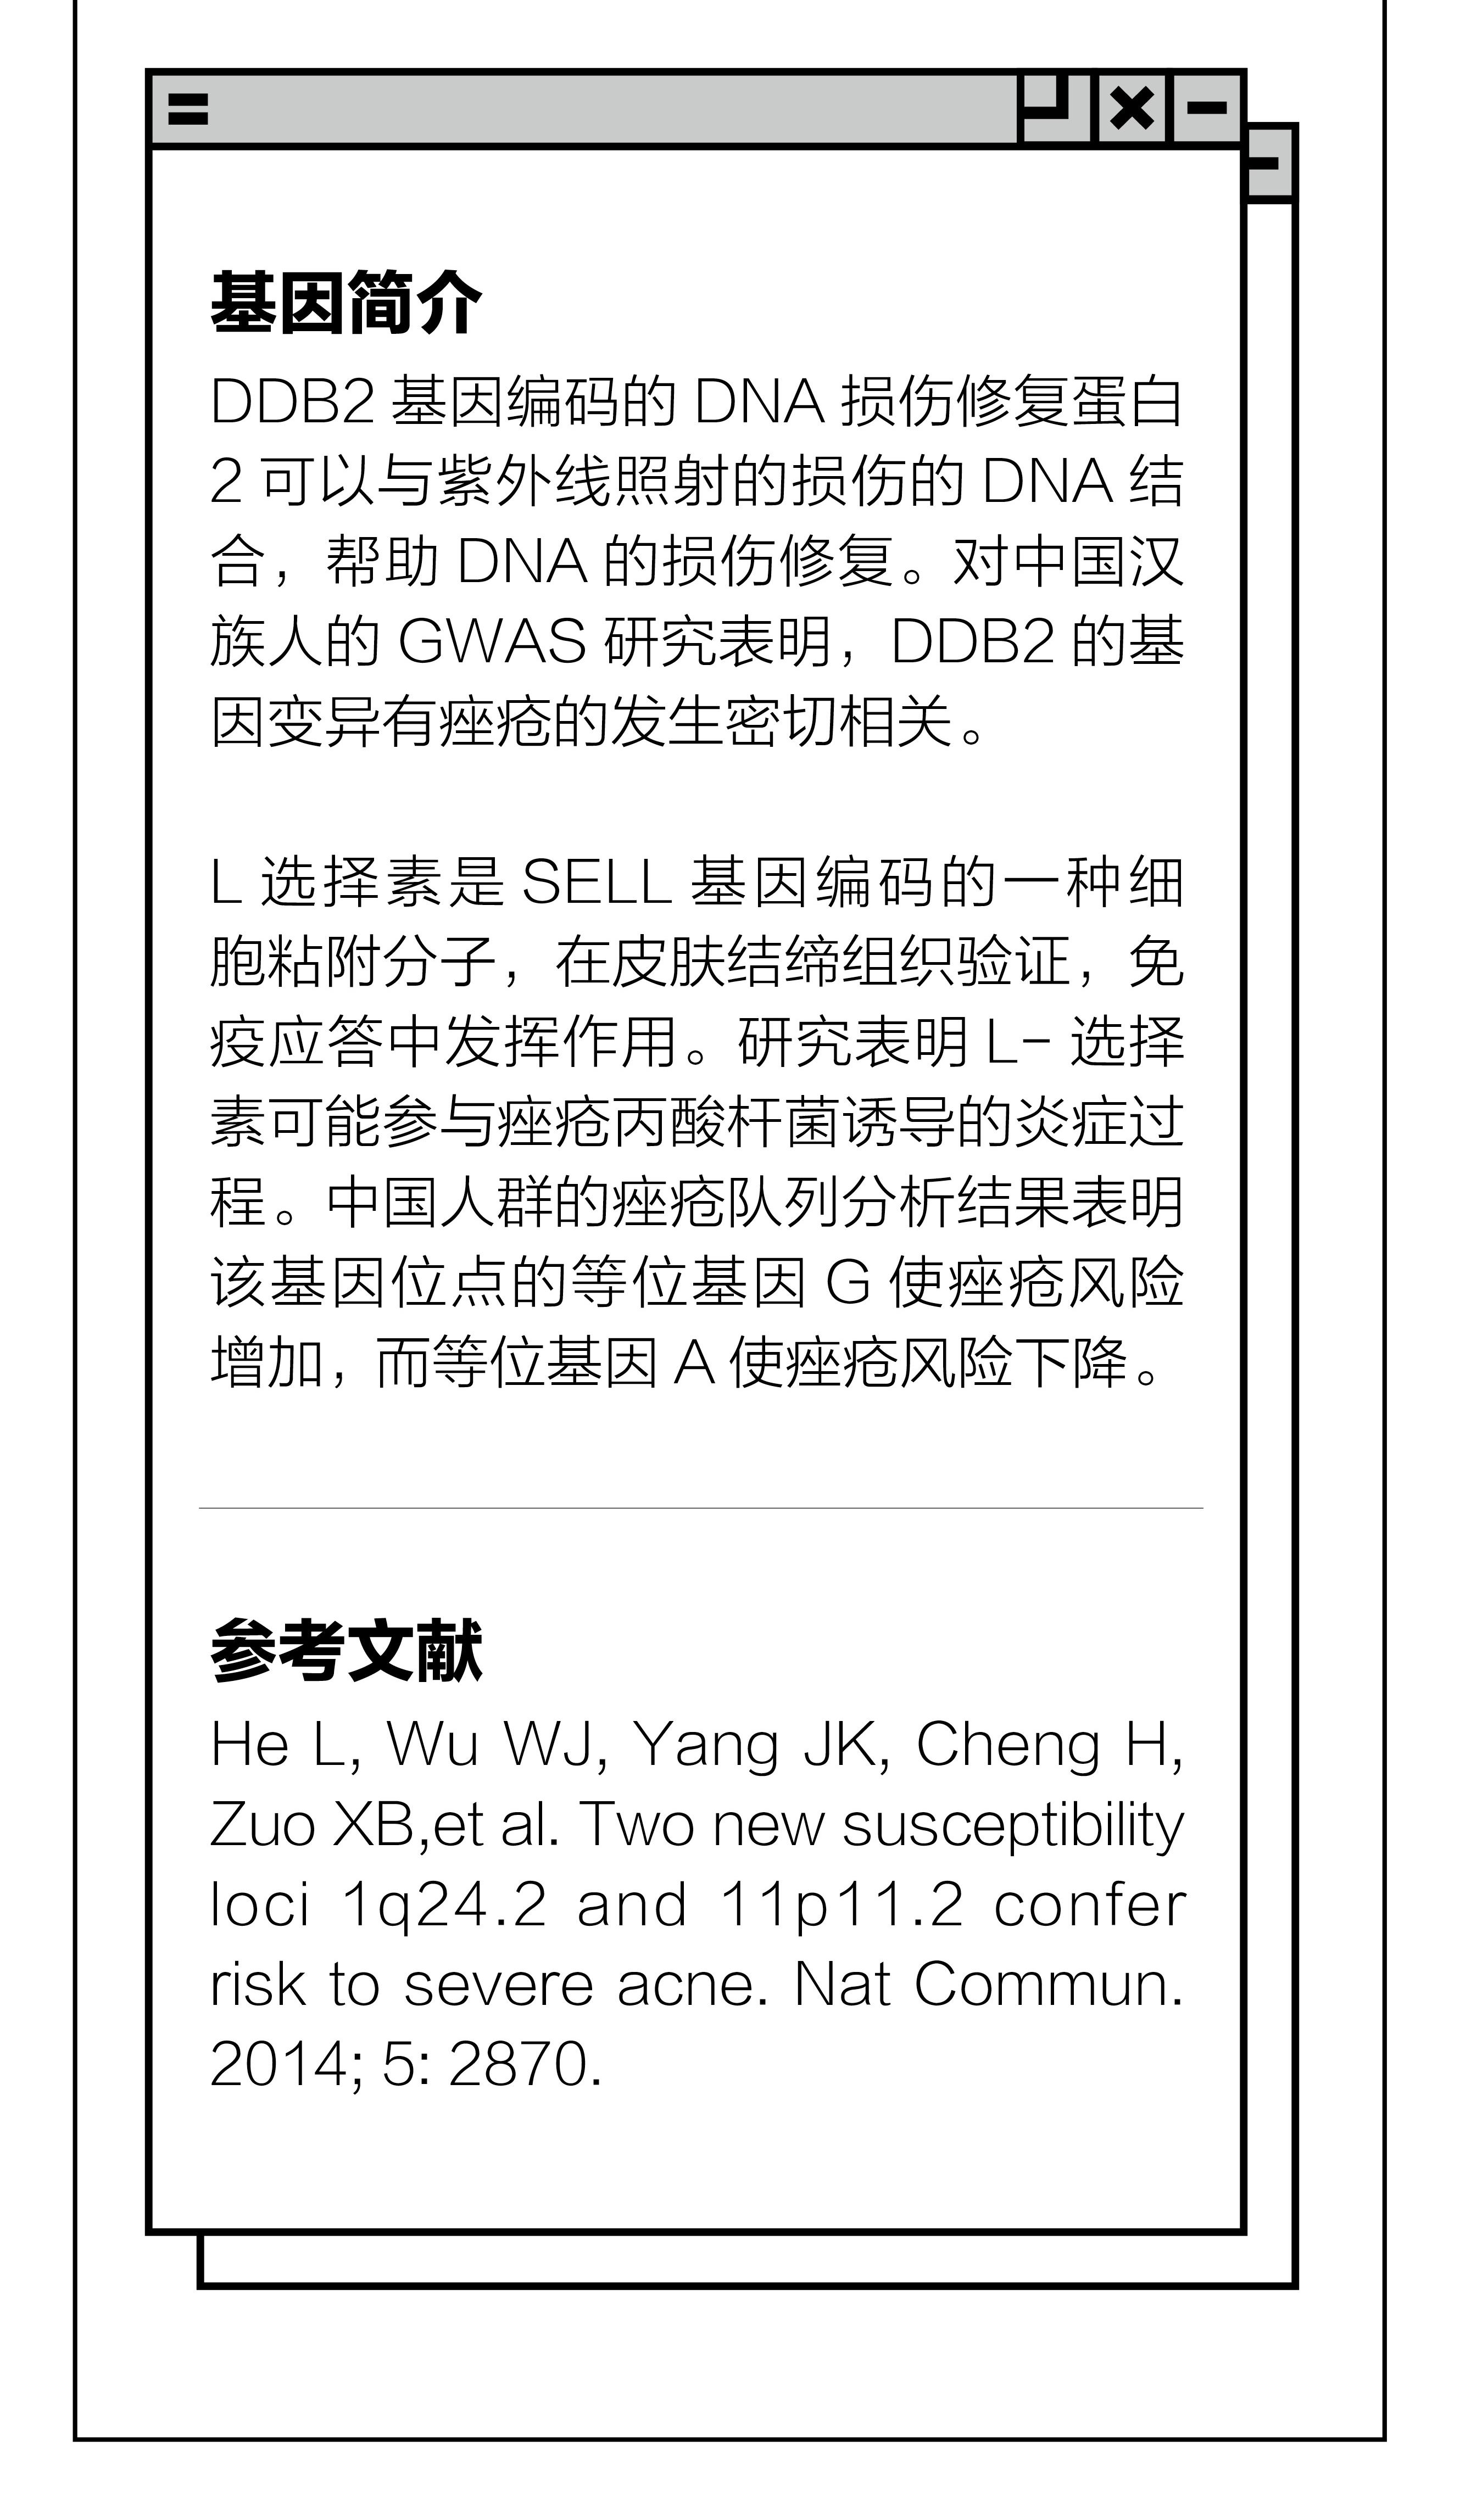 基因简介
DDB2 基因编码的 DNA 损伤修复蛋白
2 可以与紫外线照射的损伤的 DNA 结
合，帮助 DNA 的损伤修复。对中国汉
族人的 GWAS 研究表明，DDB2 的基
因变异有痤疮的发生密切相关。
L 选择素是 SELL 基因编码的一种细
胞粘附分子，在皮肤结缔组织验证，免
疫应答中发挥作用。研究表明 L- 选择
素可能参与痤疮丙酸杆菌诱导的炎症过
程。中国人群的痤疮队列分析结果表明
该基因位点的等位基因 G 使痤疮风险
增加，而等位基因 A 使痤疮风险下降。
参考文献
He L, Wu WJ, Yang JK, Cheng H,
Zuo XB,et al. Two new susceptibility
loci 1q24.2 and 11p11.2 confer
risk to severe acne. Nat Commun.
2014; 5: 2870.